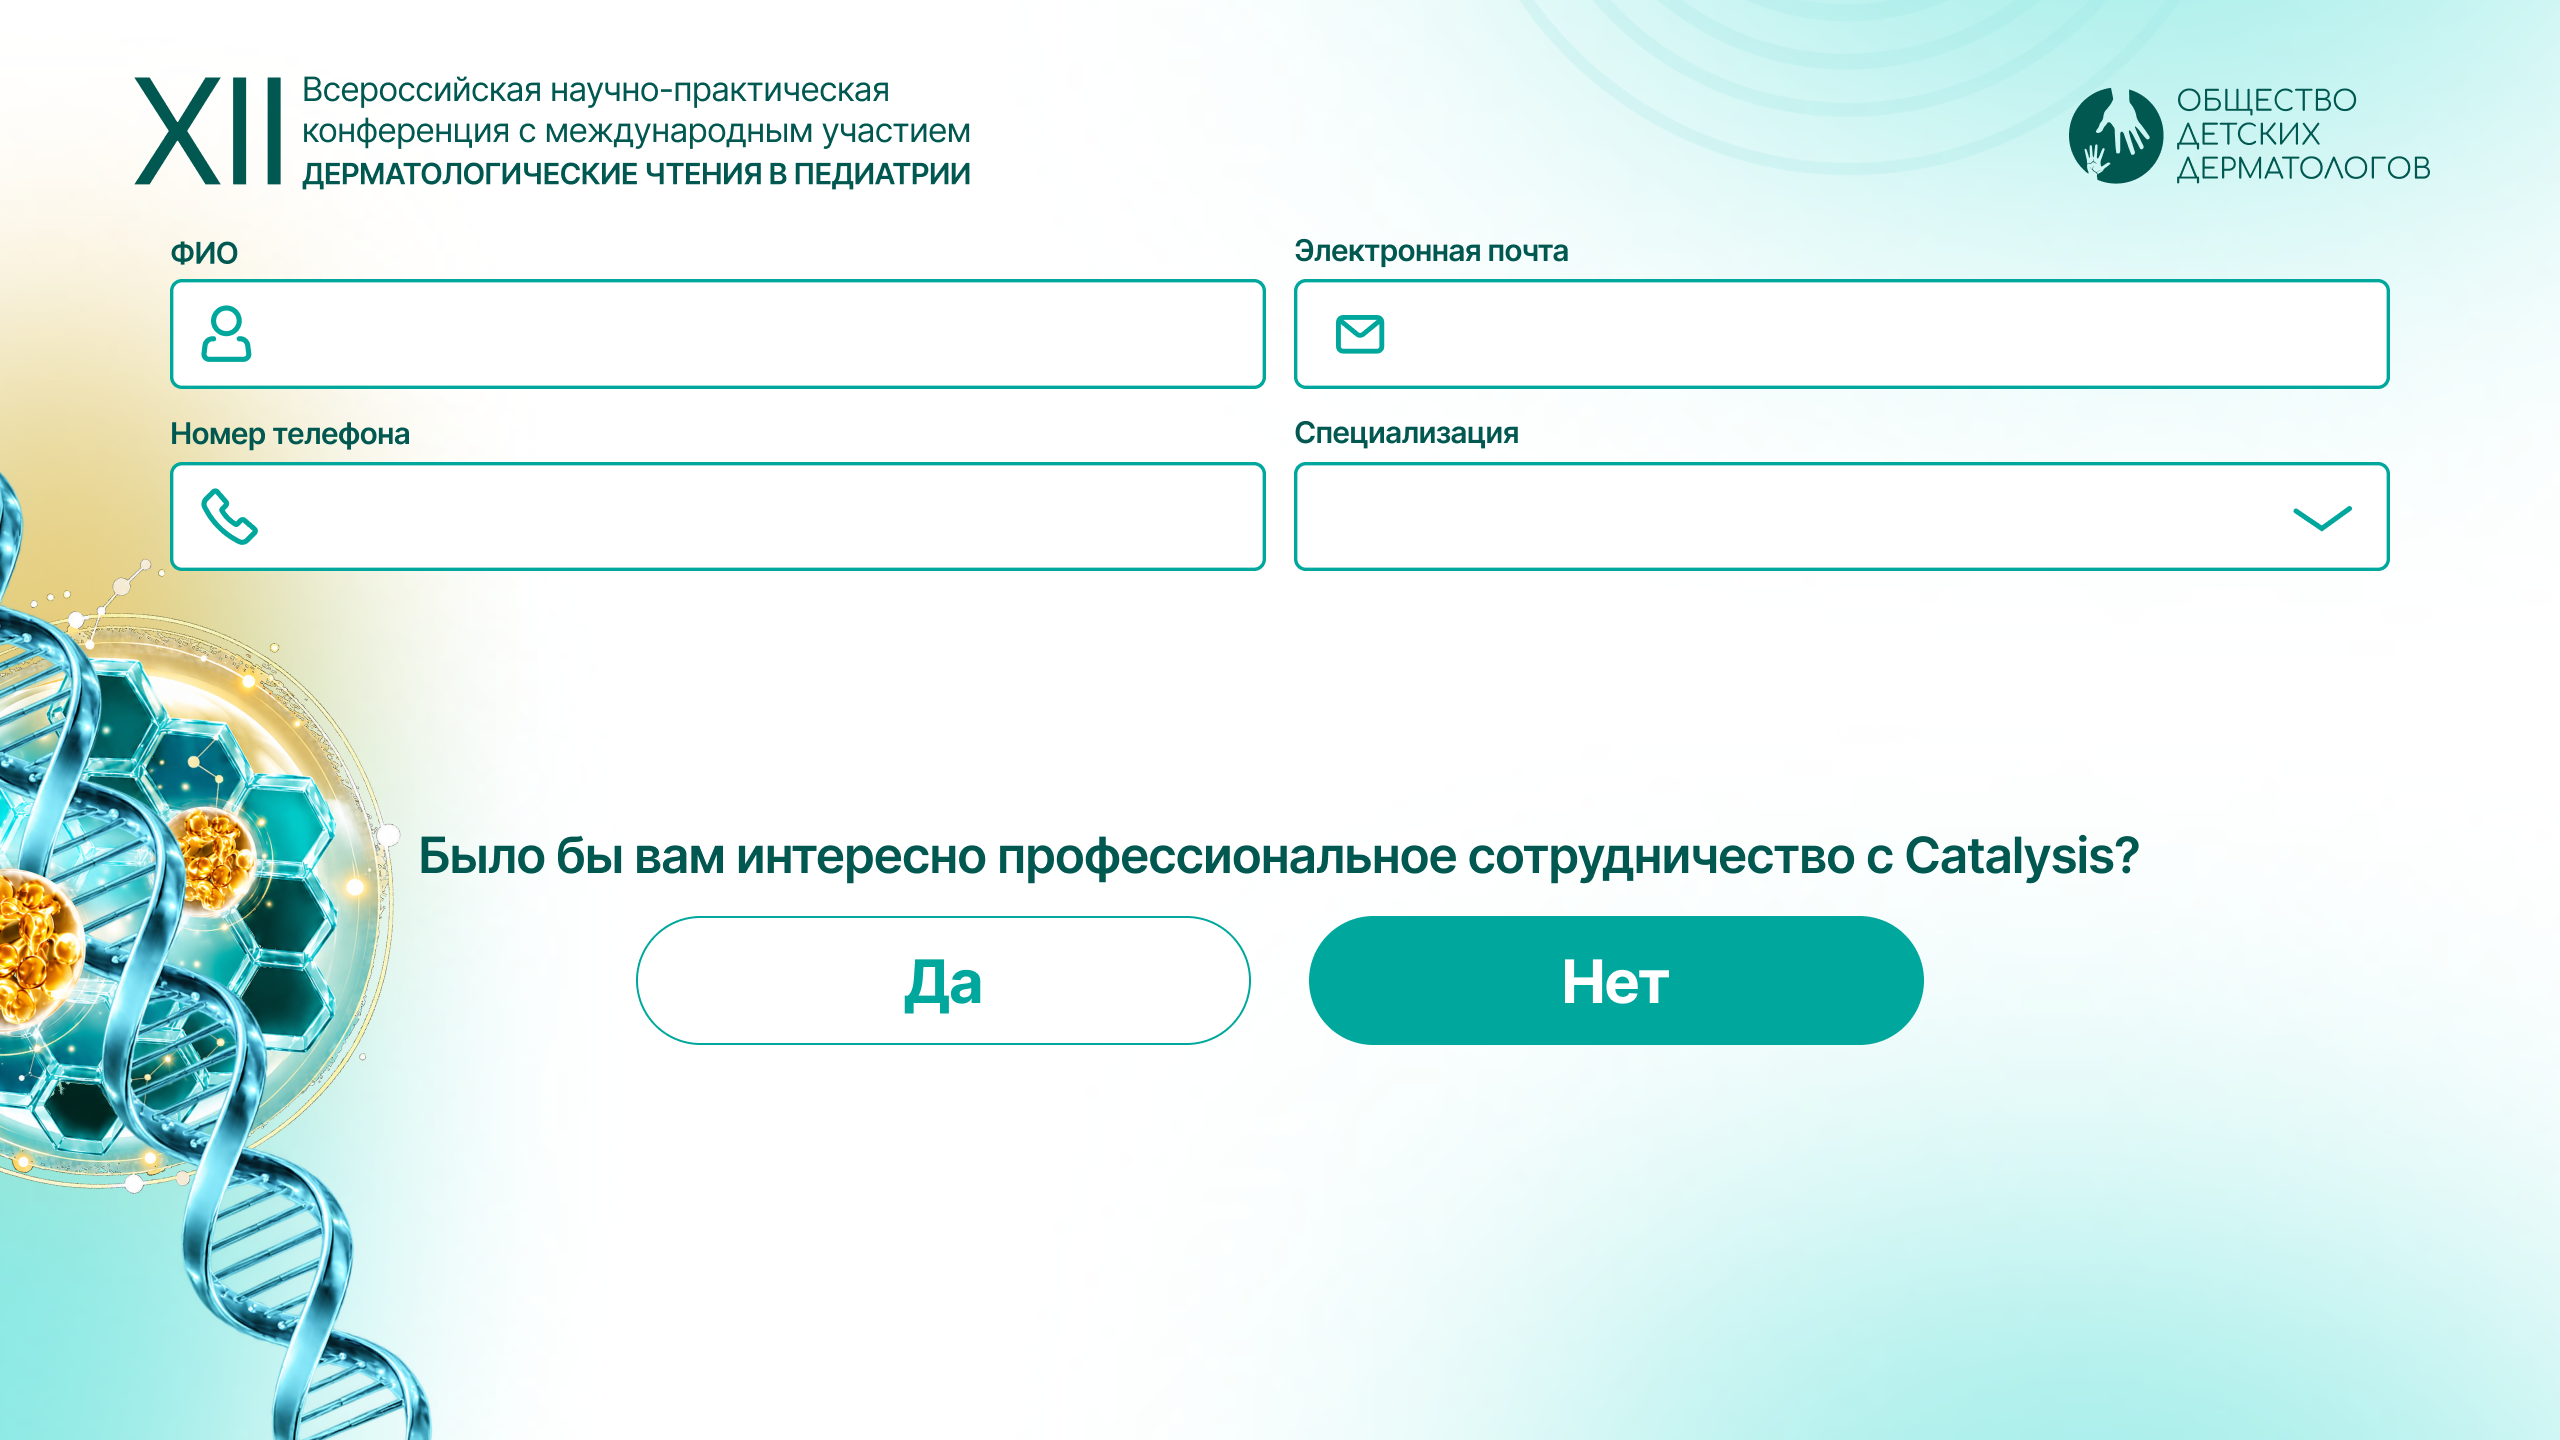 XII
Всероссийская научно-практическая
конференция с международным участием
ДЕРМАТОЛОГИЧЕСКИЕ ЧТЕНИЯ В ПЕДИАТРИИ
ОБЩЕСТВО
ДЕТСКИХ
ДЕРМАТОЛОГОВ
ФИО
Электронная почта
Номер телефона
Специализация
Было бы вам интересно профессиональное сотрудничество с Catalysis?
Да
Нет